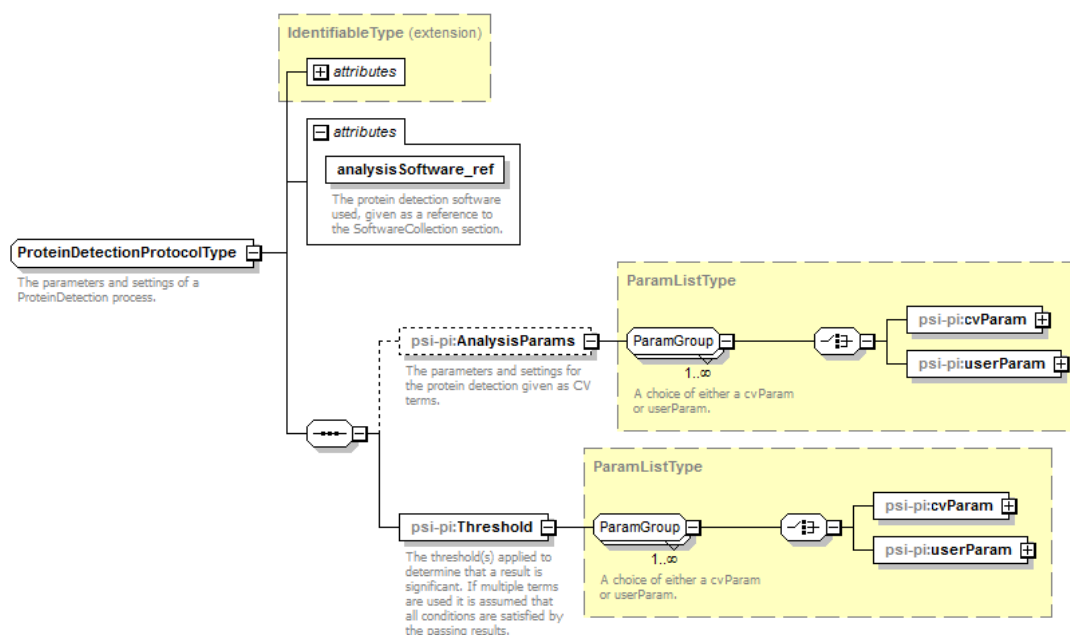 IdentifiableType (extension)
attributes
attributes
analysisSoftware_ref
The protein detection software
used, given as a reference to
the SoftwareCollection section.
ProteinDetectionProtocolType
The parameters and settings of a
ProteinDetection process.
ParamListType
psi-pi:AnalysisParams
The parameters and settings for
the protein detection given as CV
terms.
ParamGroup
1..∞
A choice of either a cvParam
or userParam.
psi-pi:cvParam
psi-pi:userParam
ParamListType
psi-pi:Threshold
The threshold(s) applied to
determine that a result is
significant. If multiple terms
are used it is assumed that
all conditions are satisfied by
the passing results.
ParamGroup
1..∞
A choice of either a cvParam
or userParam.
psi-pi:cvParam
psi-pi:userParam